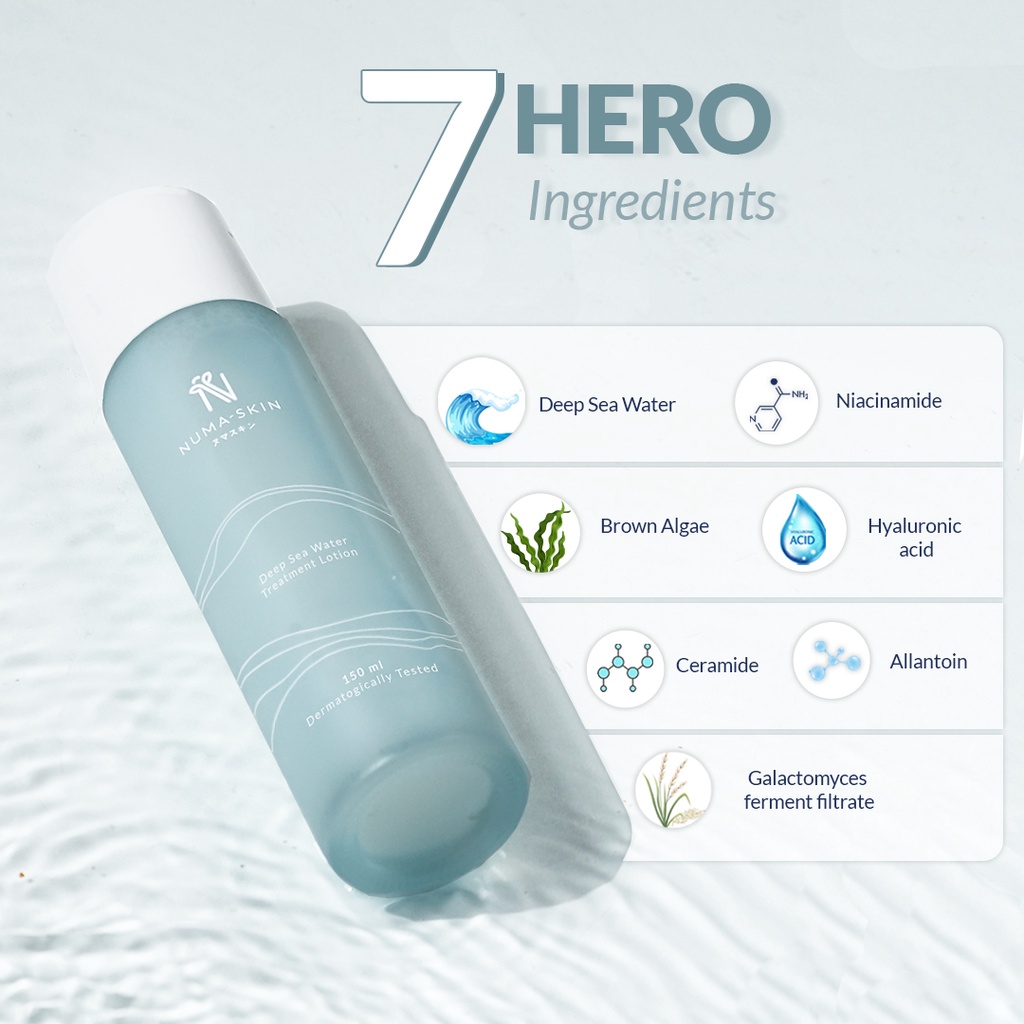 7 HERO
Ingredients
NUMA-SKIN
ヌマスキン
Deep Sea Water
Treatment Lotion
150 ml
Dermatogically Tested
Deep Sea Water
Niacinamide
NH₂
N
Brown Algae
HYALURONIC
ACID
Hyaluronic
acid
Ceramide
Allantoin
Galactomyces
ferment filtrate